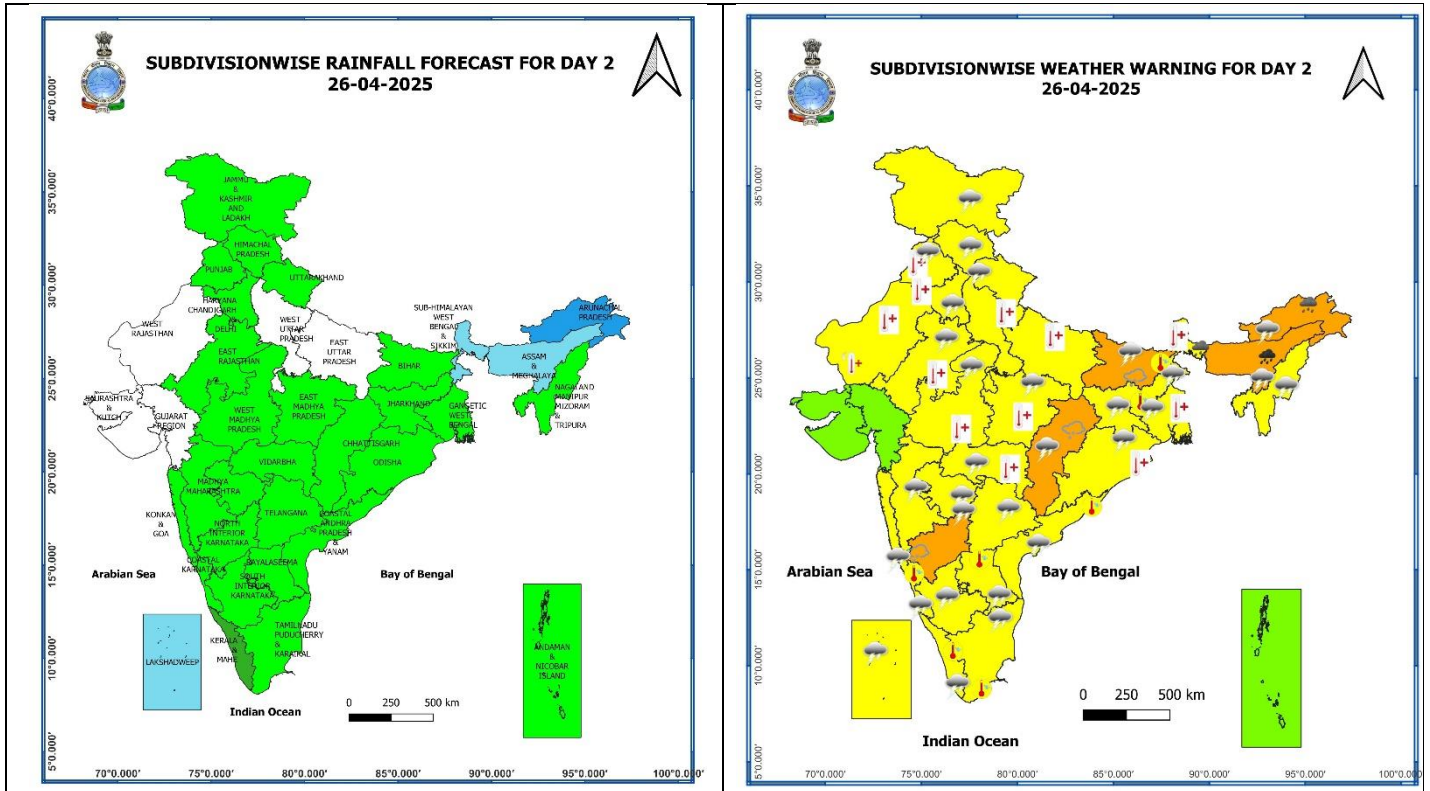 SUBDIVISIONWISE RAINFALL FORECAST FOR DAY 2
26-04-2025
40°0.000'
35°0.000'
30°0.000'
25°0.000'
20°0.000'
15°0.000'
10°0.000'
5°0.000'
JAMMU
&
KASHMIR
AND
LADAKH
HIMACHAL
PRADESH
PUNJAB
UTTARAKHAND
HARYANA
CHANDIGARH
&
DELHI
WEST
RAJASTHAN
WEST
UTTAR
PRADESH
EAST
UTTAR
PRADESH
SUB-HIMALAYAN
WEST
BENGAL
&
SIKKIM
ARUNACHAL
PRADESH
EAST
RAJASTHAN
BIHAR
ASSAM
&
MEGHALAYA
NAGALAND
MANIPUR
MIZORAM
&
TRIPURA
SAURASHTRA
&
KUTCH
GUJARAT
REGION
WEST
MADHYA
PRADESH
EAST
MADHYA
PRADESH
JHARKHAND
GANGETIC
WEST
BENGAL
CHHATTISGARH
VIDARBHA
ODISHA
MADHYA
MAHARASHTRA
KONKAN
&
GOA
TELANGANA
NORTH
INTERIOR
KARNATAKA
COASTAL
ANDHRA
PRADESH
&
YANAM
COASTAL
KARNATAKA
RAYALASEEMA
SOUTH
INTERIOR
KARNATAKA
TAMILNADU
PUDUCHERRY
&
KARAIKAL
KERALA
&
MAHE
LAKSHADWEEP
ANDAMAN
&
NICOBAR
ISLAND
Arabian Sea
Bay of Bengal
Indian Ocean
0 250 500 km
70°0.000' 75°0.000' 80°0.000' 85°0.000' 90°0.000' 95°0.000' 100°0.000'
SUBDIVISIONWISE WEATHER WARNING FOR DAY 2
26-04-2025
40°0.000'
35°0.000'
30°0.000'
25°0.000'
20°0.000'
15°0.000'
10°0.000'
5°0.000'
Arabian Sea
Bay of Bengal
Indian Ocean
0 250 500 km
70°0.000' 75°0.000' 80°0.000' 85°0.000' 90°0.000' 95°0.000'